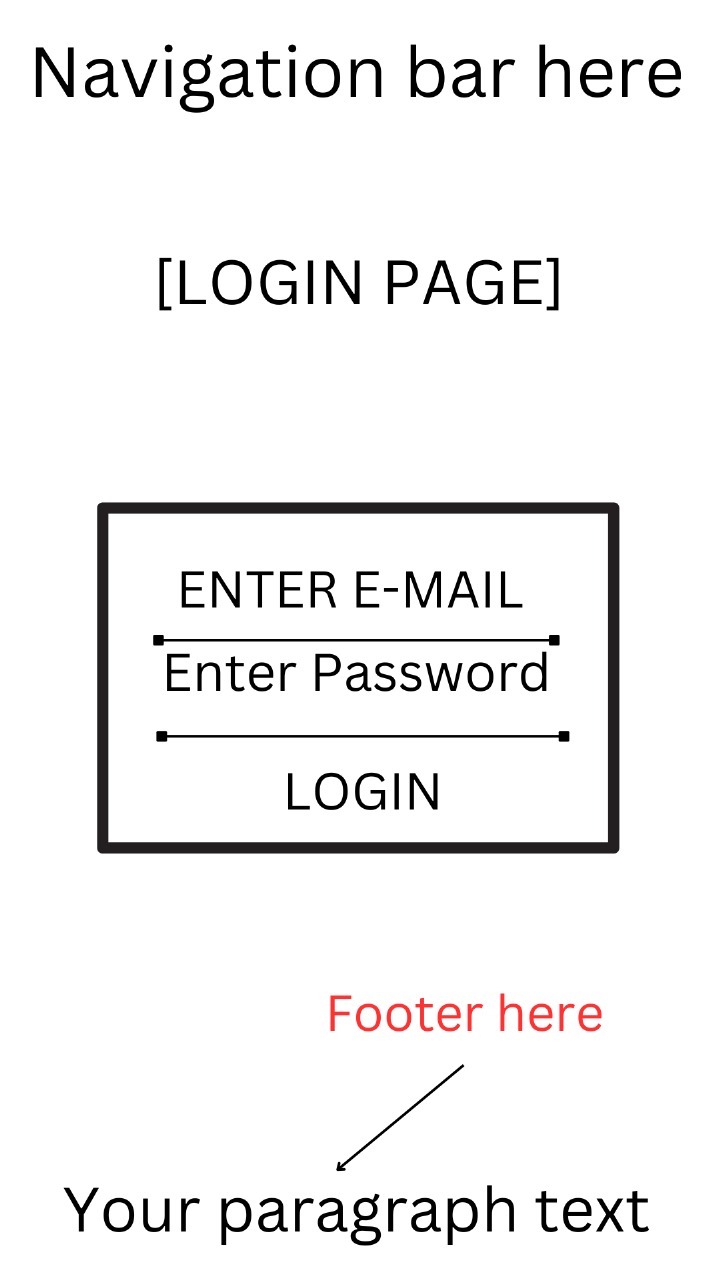 Navigation bar here
[LOGIN PAGE]
ENTER E-MAIL
Enter Password
LOGIN
Footer here
Your paragraph text